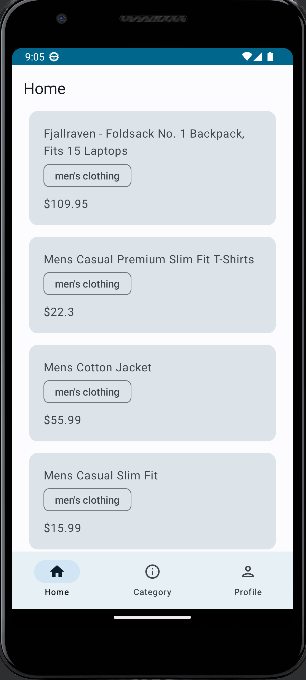 9:05
Home
Fjallraven - Foldsack No. 1 Backpack,
Fits 15 Laptops
men's clothing
$109.95
Mens Casual Premium Slim Fit T-Shirts
men's clothing
$22.3
Mens Cotton Jacket
men's clothing
$55.99
Mens Casual Slim Fit
men's clothing
$15.99
Home Category Profile